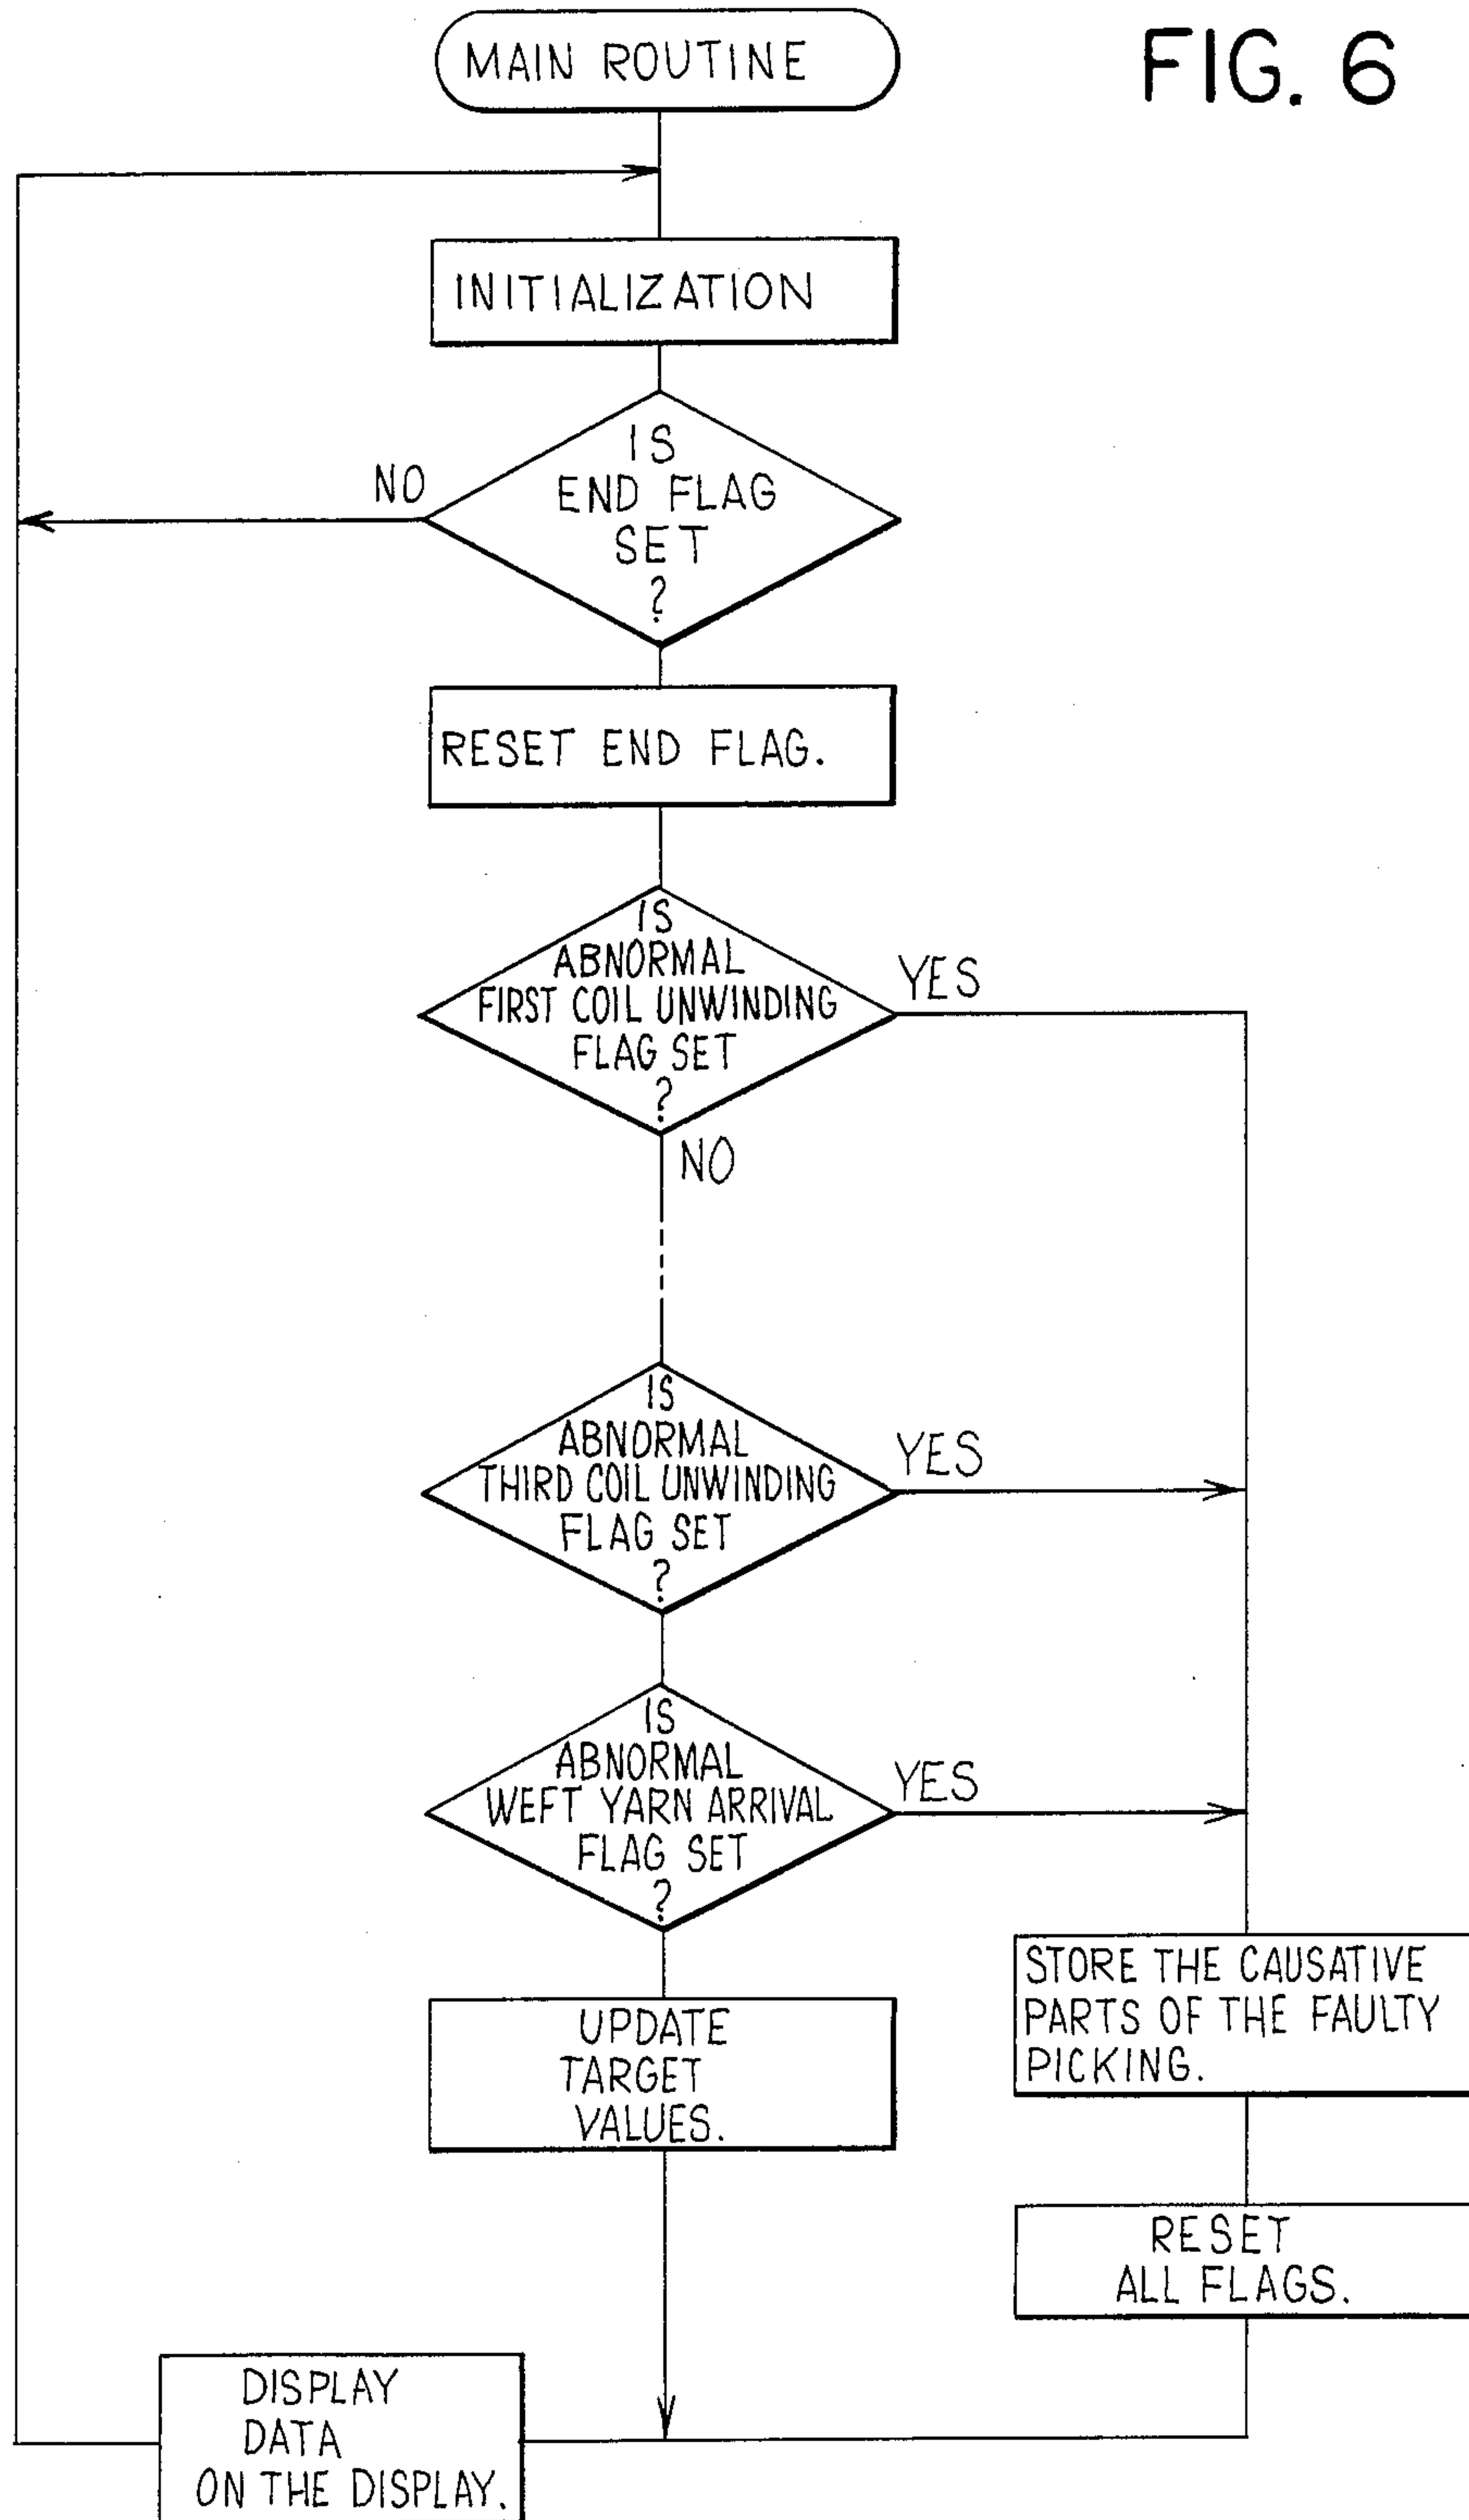 FIG. 6
MAIN ROUTINE
INITIALIZATION
IS
END FLAG
SET
?
NO
RESET END FLAG.
IS
ABNORMAL
FIRST COIL UNWINDING
FLAG SET
?
YES
NO
IS
ABNORMAL
THIRD COIL UNWINDING
FLAG SET
?
YES
IS
ABNORMAL
WEFT YARN ARRIVAL
FLAG SET
?
YES
UPDATE
TARGET
VALUES.
STORE THE CAUSATIVE
PARTS OF THE FAULTY
PICKING.
RESET
ALL FLAGS.
DISPLAY
DATA
ON THE DISPLAY.